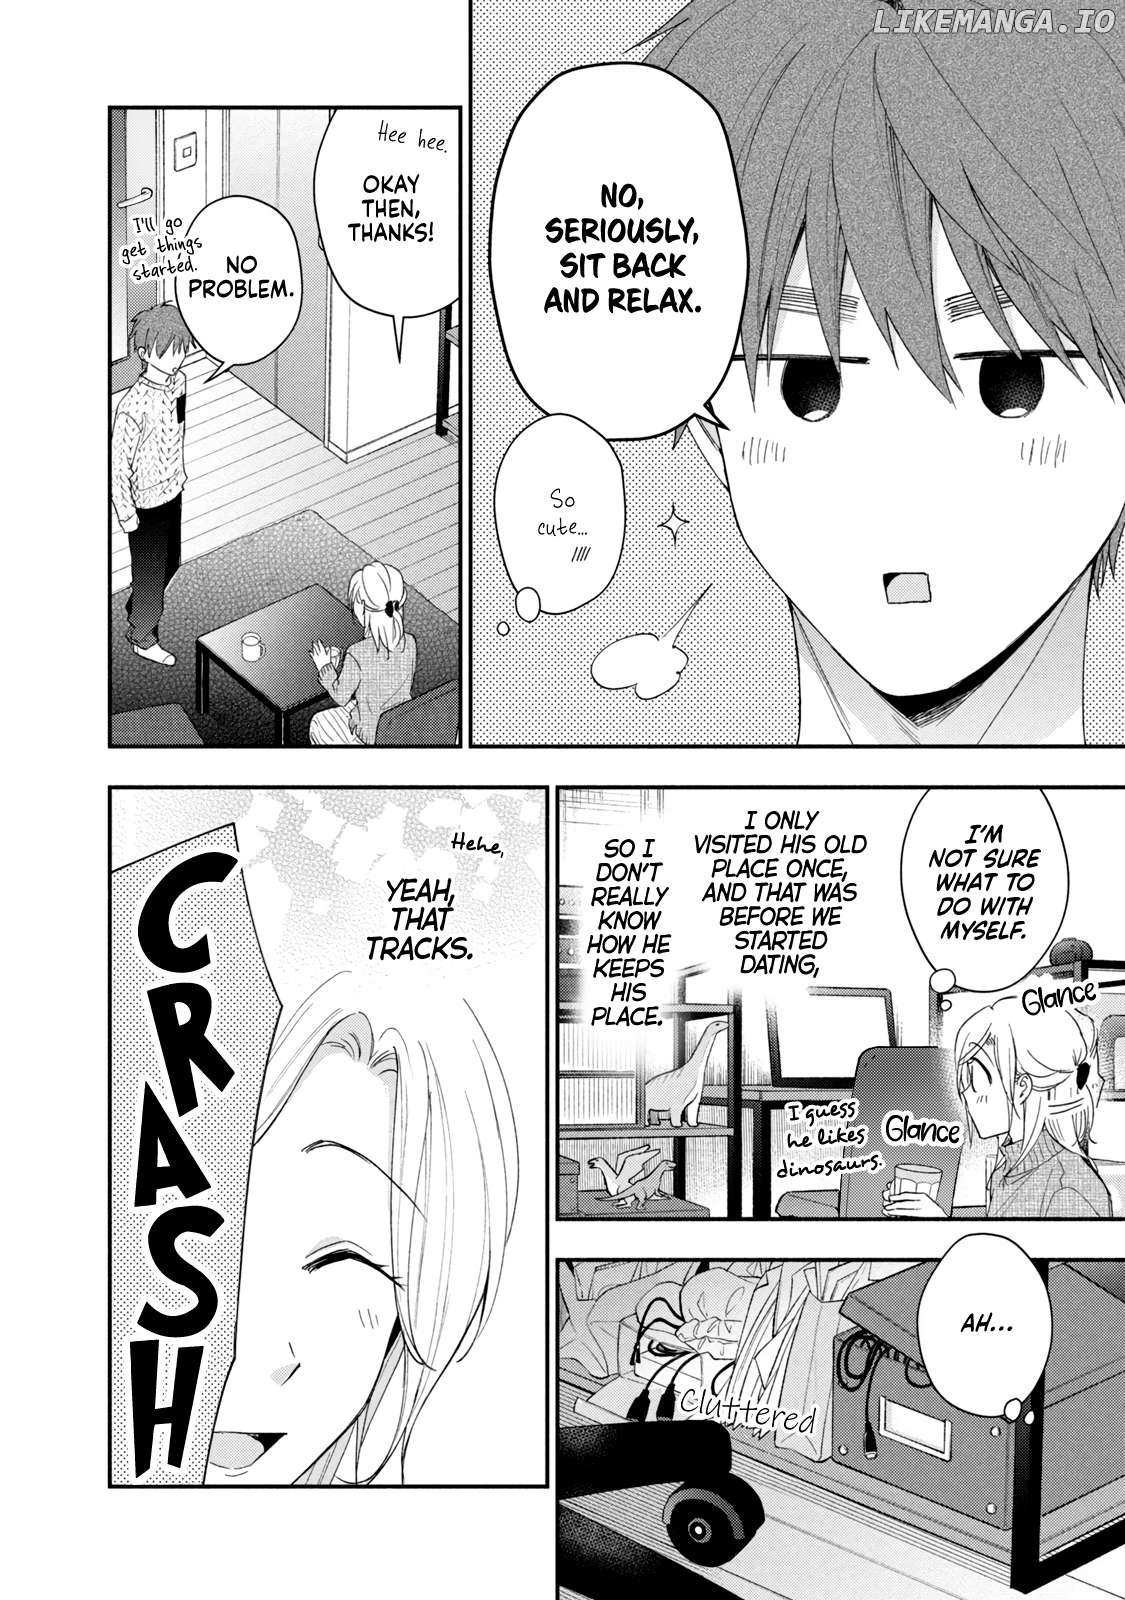 LIKEMANGA.IO
NO,
SERIOUSLY,
SIT BACK
AND RELAX.
So
cute...
Hee hee.
OKAY
THEN,
THANKS!
NO
PROBLEM.
I'll go
get things
started.
I'M
NOT SURE
WHAT TO
DO WITH
MYSELF.
Glance
Glance
I ONLY
VISITED HIS OLD
PLACE ONCE,
AND THAT WAS
BEFORE WE
STARTED
DATING,
SO I
DON'T
REALLY
KNOW
HOW HE
KEEPS
HIS
PLACE.
I guess
he likes
dinosaurs.
AH...
Cluttered
Hehe,
YEAH,
THAT
TRACKS.
CRASH